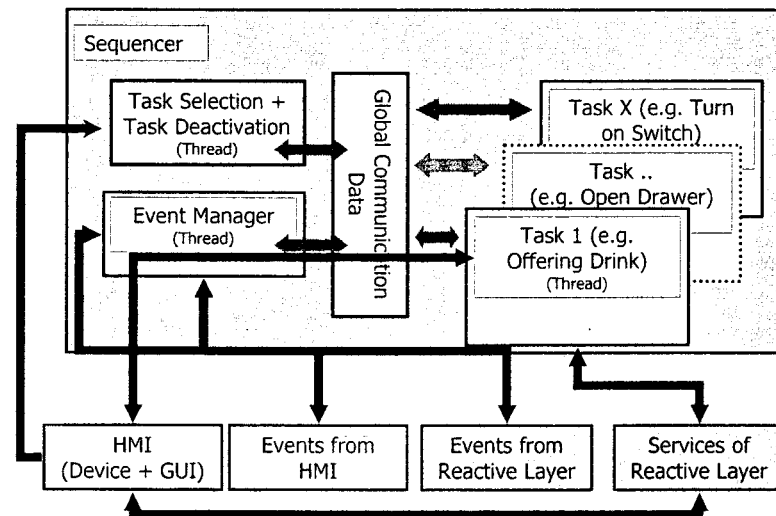 Sequencer
Task Selection +
Task Deactivation
(Thread)
Event Manager
(Thread)
Global Communication
Data
Task X (e.g. Turn
on Switch)
Task ..
(e.g. Open Drawer)
Task 1 (e.g.
Offering Drink)
(Thread)
HMI
(Device + GUI)
Events from
HMI
Events from
Reactive Layer
Services of
Reactive Layer